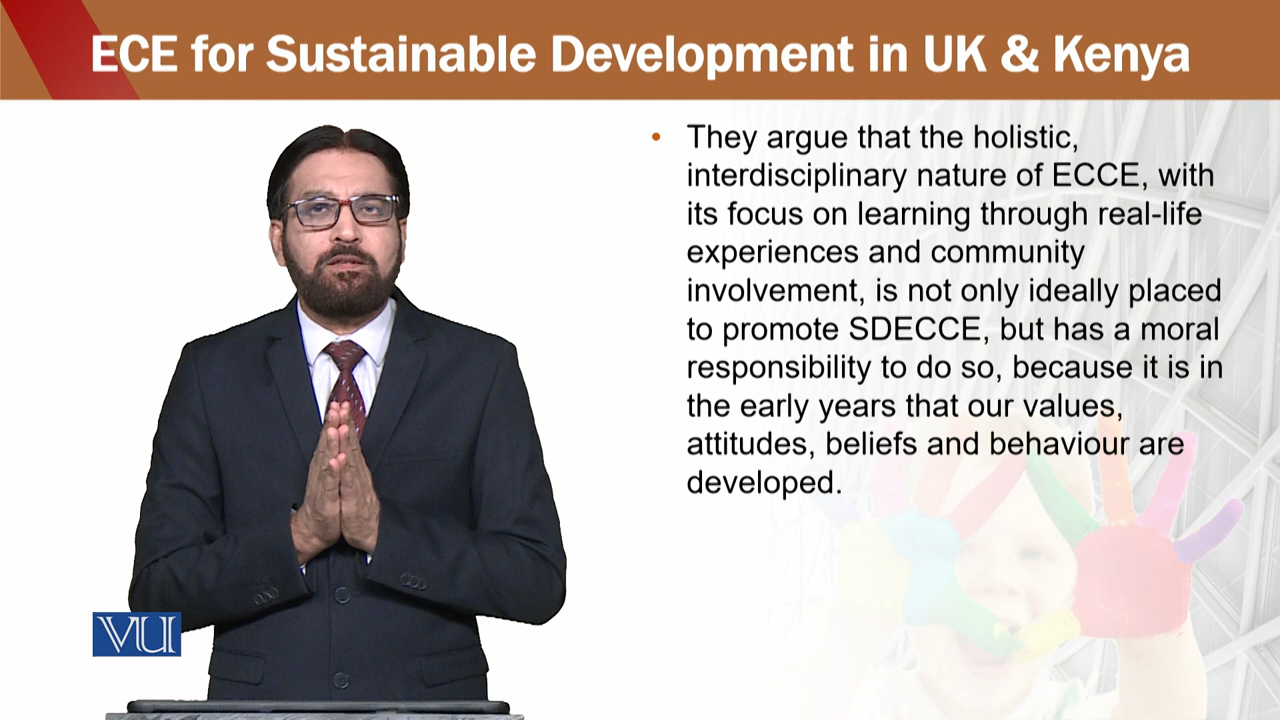 ECE for Sustainable Development in UK & Kenya
• They argue that the holistic,
interdisciplinary nature of ECCE, with
its focus on learning through real-life
experiences and community
involvement, is not only ideally placed
to promote SDECCE, but has a moral
responsibility to do so, because it is in
the early years that our values,
attitudes, beliefs and behaviour are
developed.
VU